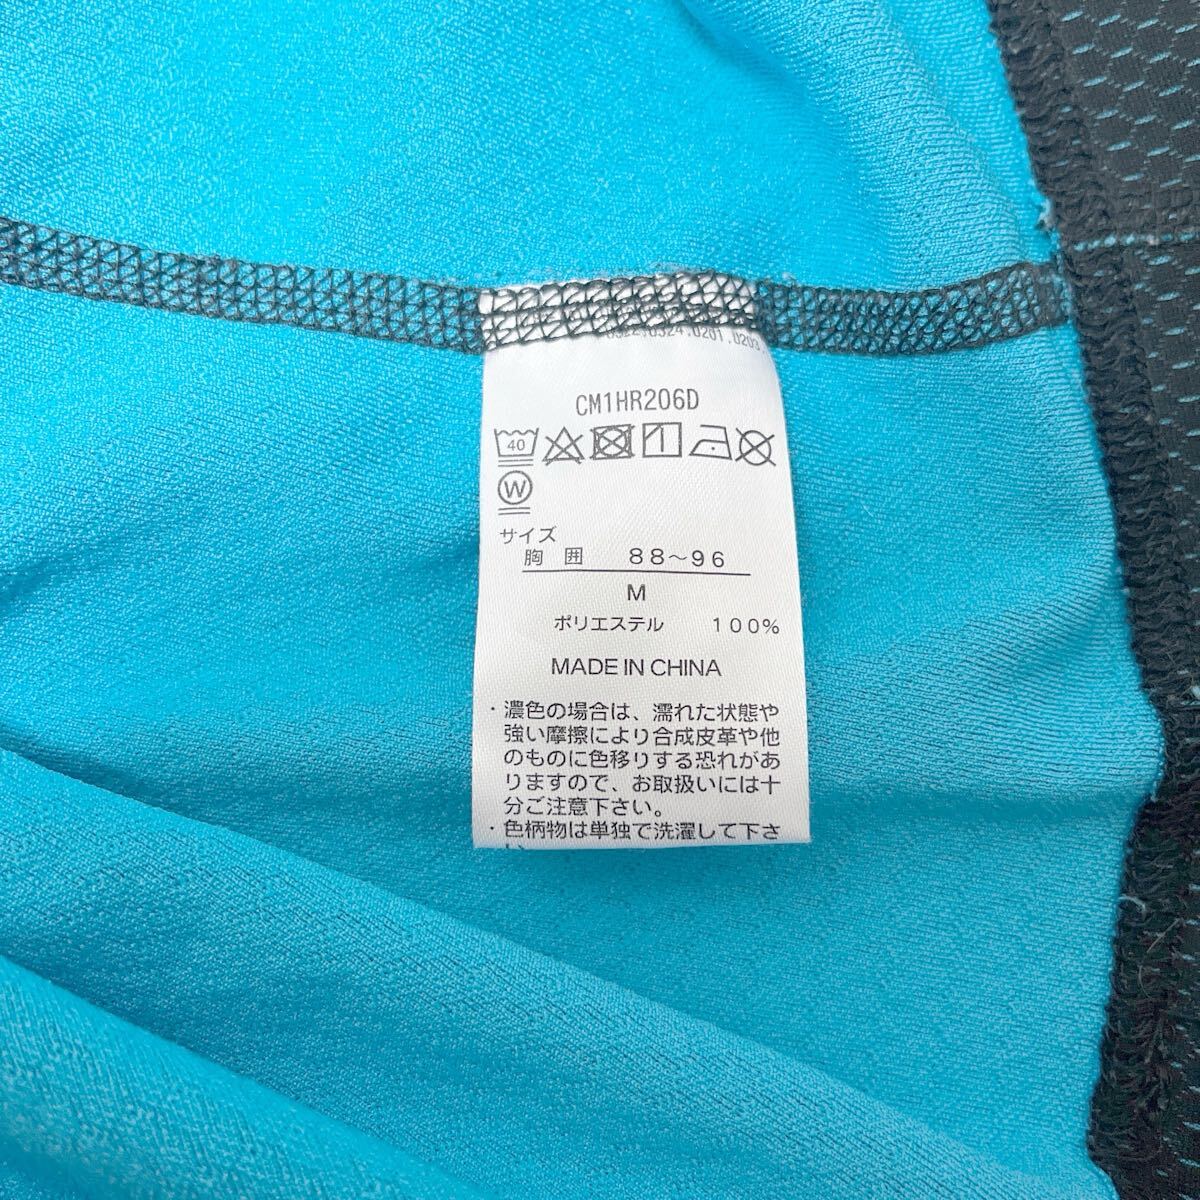 0324.0201.0203.
CM1HR206D
40
W
サイズ
胸囲 88～96
M
ポリエステル 100%
MADE IN CHINA
・濃色の場合は、濡れた状態や
強い摩擦により合成皮革や他
のものに色移りする恐れがあ
りますので、お取扱いには十
分ご注意下さい。
・色柄物は単独で洗濯して下さ